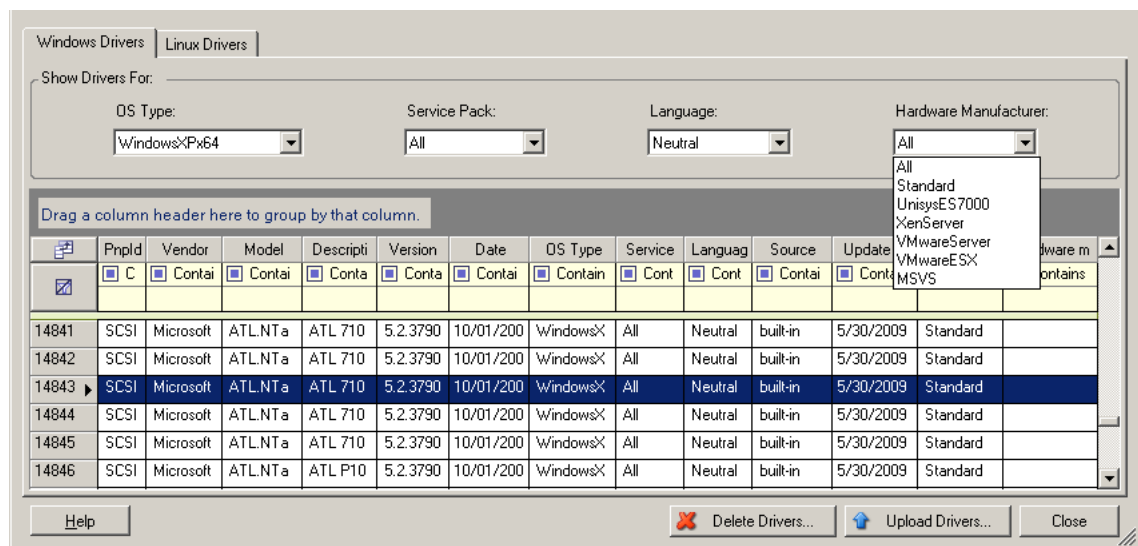 Windows Drivers Linux Drivers
Show Drivers For:
OS Type: Service Pack: Language: Hardware Manufacturer:
WindowsXPx64 All Neutral All
All
Standard
UnisysES7000
XenServer
VMwareServer
VMwareESX
MSVS
Drag a column header here to group by that column.
PnpId Vendor Model Descripti Version Date OS Type Service Languag Source Update dware m
C Contai Contai Conta Conta Contai Contain Cont Cont Contai Conta ontains
14841 SCSI Microsoft ATL.NTa ATL 710 5.2.3790 10/01/200 WindowsX All Neutral built-in 5/30/2009 Standard
14842 SCSI Microsoft ATL.NTa ATL 710 5.2.3790 10/01/200 WindowsX All Neutral built-in 5/30/2009 Standard
14843 SCSI Microsoft ATL.NTa ATL 710 5.2.3790 10/01/200 WindowsX All Neutral built-in 5/30/2009 Standard
14844 SCSI Microsoft ATL.NTa ATL 710 5.2.3790 10/01/200 WindowsX All Neutral built-in 5/30/2009 Standard
14845 SCSI Microsoft ATL.NTa ATL 710 5.2.3790 10/01/200 WindowsX All Neutral built-in 5/30/2009 Standard
14846 SCSI Microsoft ATL.NTa ATL P10 5.2.3790 10/01/200 WindowsX All Neutral built-in 5/30/2009 Standard
Help Delete Drivers... Upload Drivers... Close